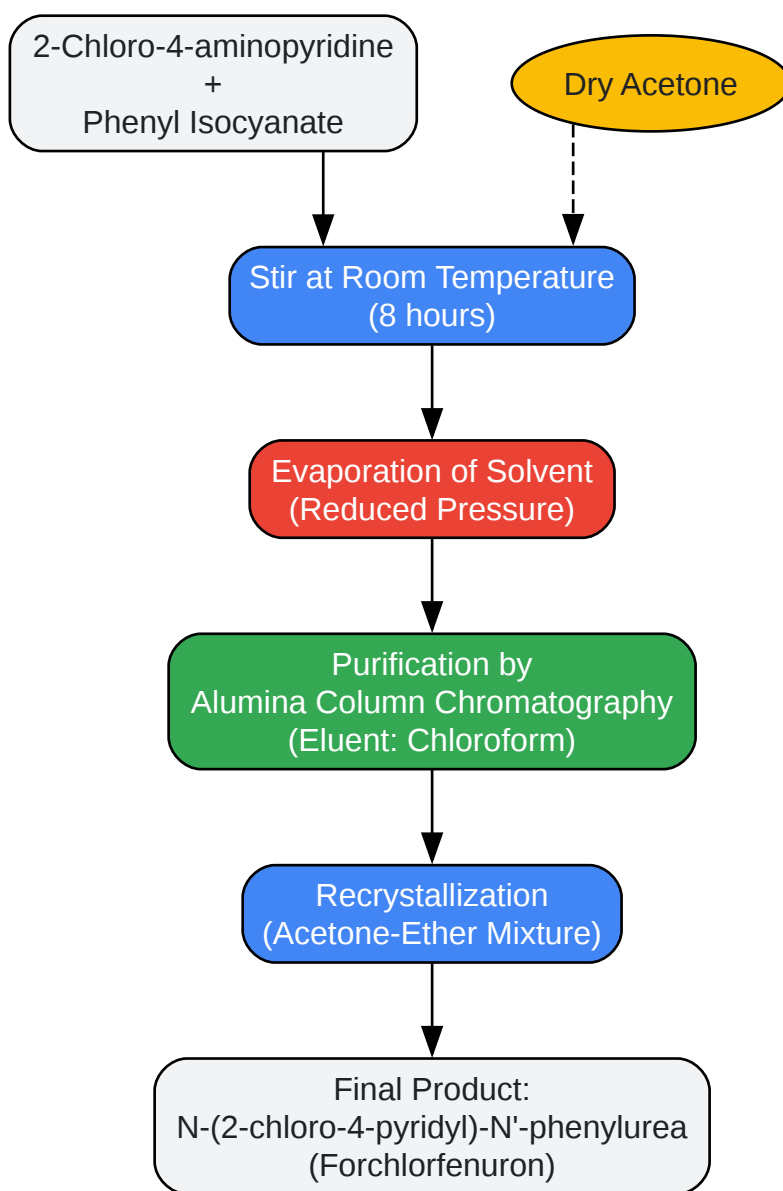 2-Chloro-4-aminopyridine
+
Phenyl Isocyanate
Dry Acetone
Stir at Room Temperature
(8 hours)
Evaporation of Solvent
(Reduced Pressure)
Purification by
Alumina Column Chromatography
(Eluent: Chloroform)
Recrystallization
(Acetone-Ether Mixture)
Final Product:
N-(2-chloro-4-pyridyl)-N'-phenylurea
(Forchlorfenuron)